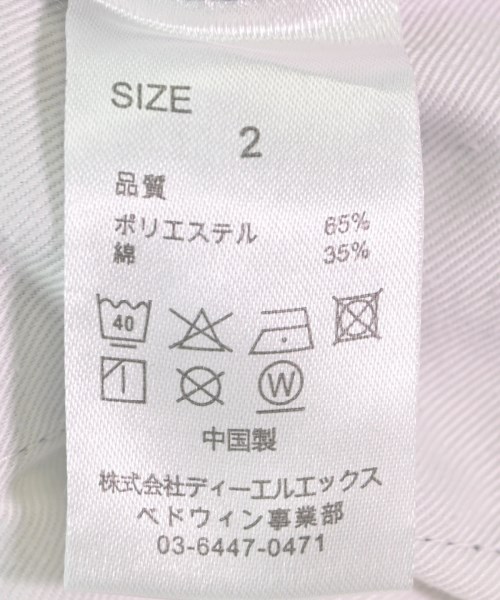 SIZE
2
品質
ポリエステル 65%
綿 35%
40
W
中国製
株式会社ディーエルエックス
ベドウィン事業部
03-6447-0471